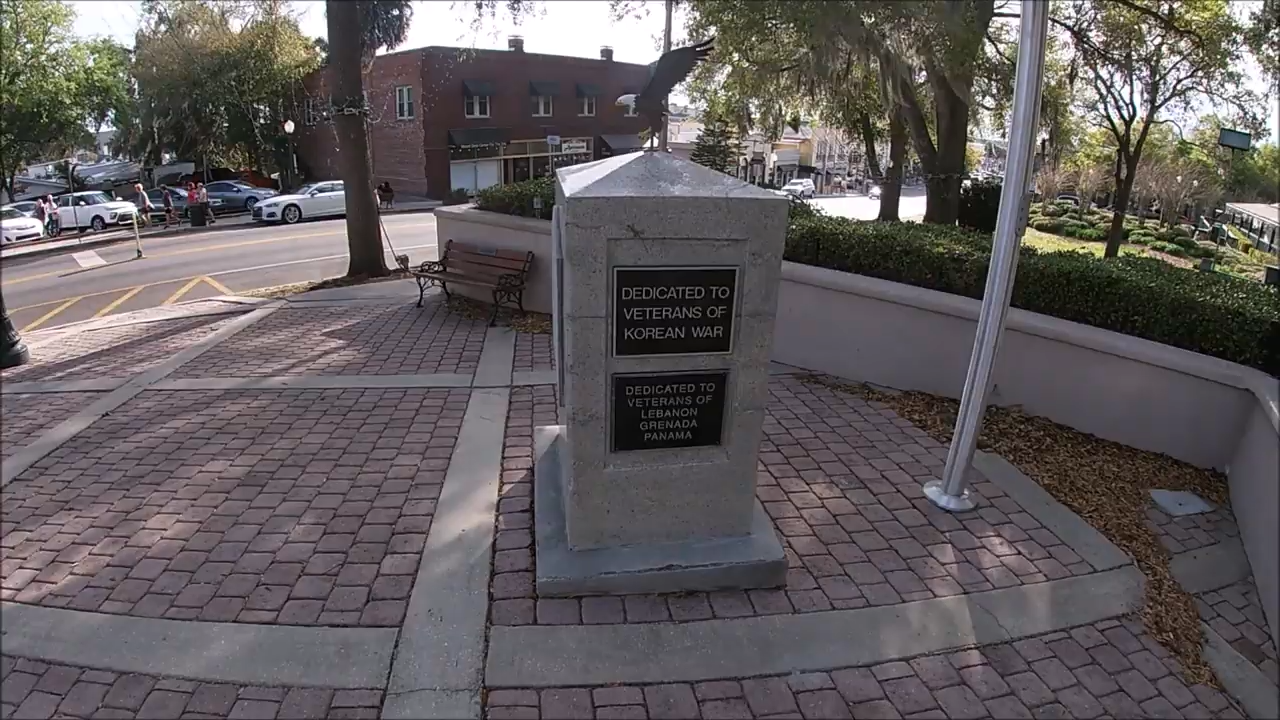 DEDICATED TO
VETERANS OF
KOREAN WAR
DEDICATED TO
VETERANS OF
LEBANON
GRENADA
PANAMA